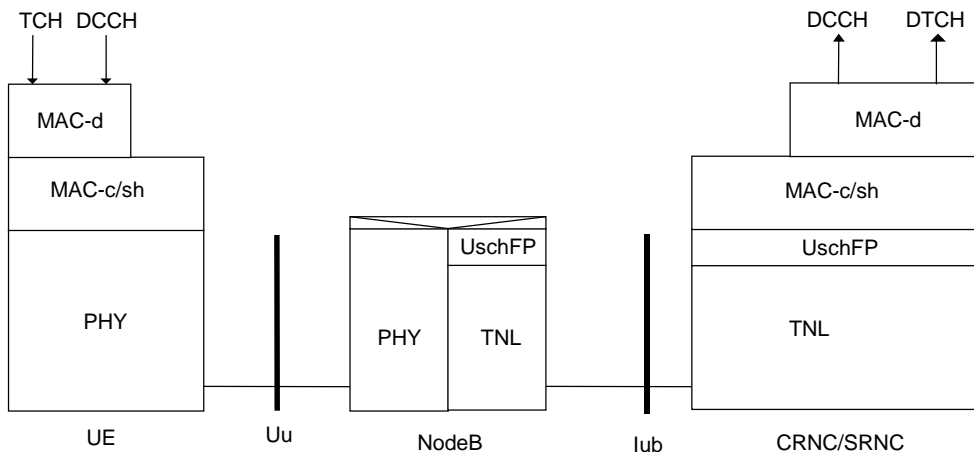 TCH DCCH
DCCH DTCH
MAC-d
MAC-d
MAC-c/sh
MAC-c/sh
UschFP
UschFP
PHY
PHY
TNL
TNL
UE
Uu
NodeB
Iub
CRNC/SRNC